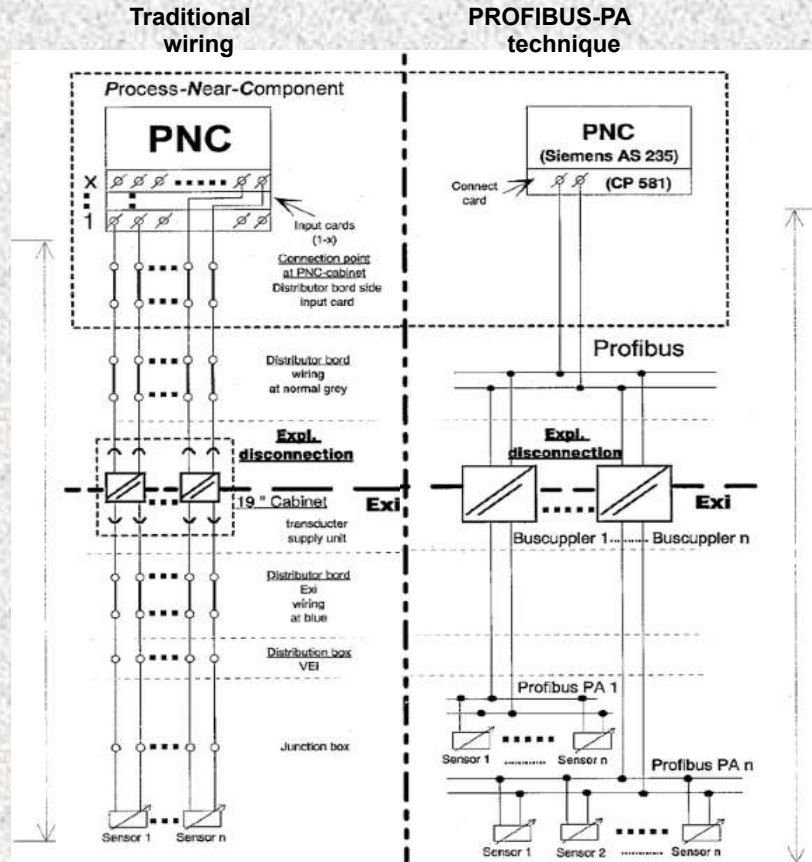 Traditional
wiring
PROFIBUS-PA
technique
Process-Near-Component
PNC
x
1
Input cards
(1-x)
Connection point
at PNC-cabinet
Distributor bord side
input card
Distributor bord
wiring
at normal grey
Expl.
disconnection
19 " Cabinet
Exi
transducter
supply unit
Distributor bord
Exi
wiring
at blue
Distribution box
VEI
Junction box
Sensor 1
Sensor n
PNC
(Siemens AS 235)
(CP 581)
Connect
card
Profibus
Expl.
disconnection
Exi
Buscuppler 1 ......... Buscuppler n
Profibus PA 1
Sensor 1 ............ Sensor n
Profibus PA n
Sensor 1
Sensor 2 ............ Sensor n